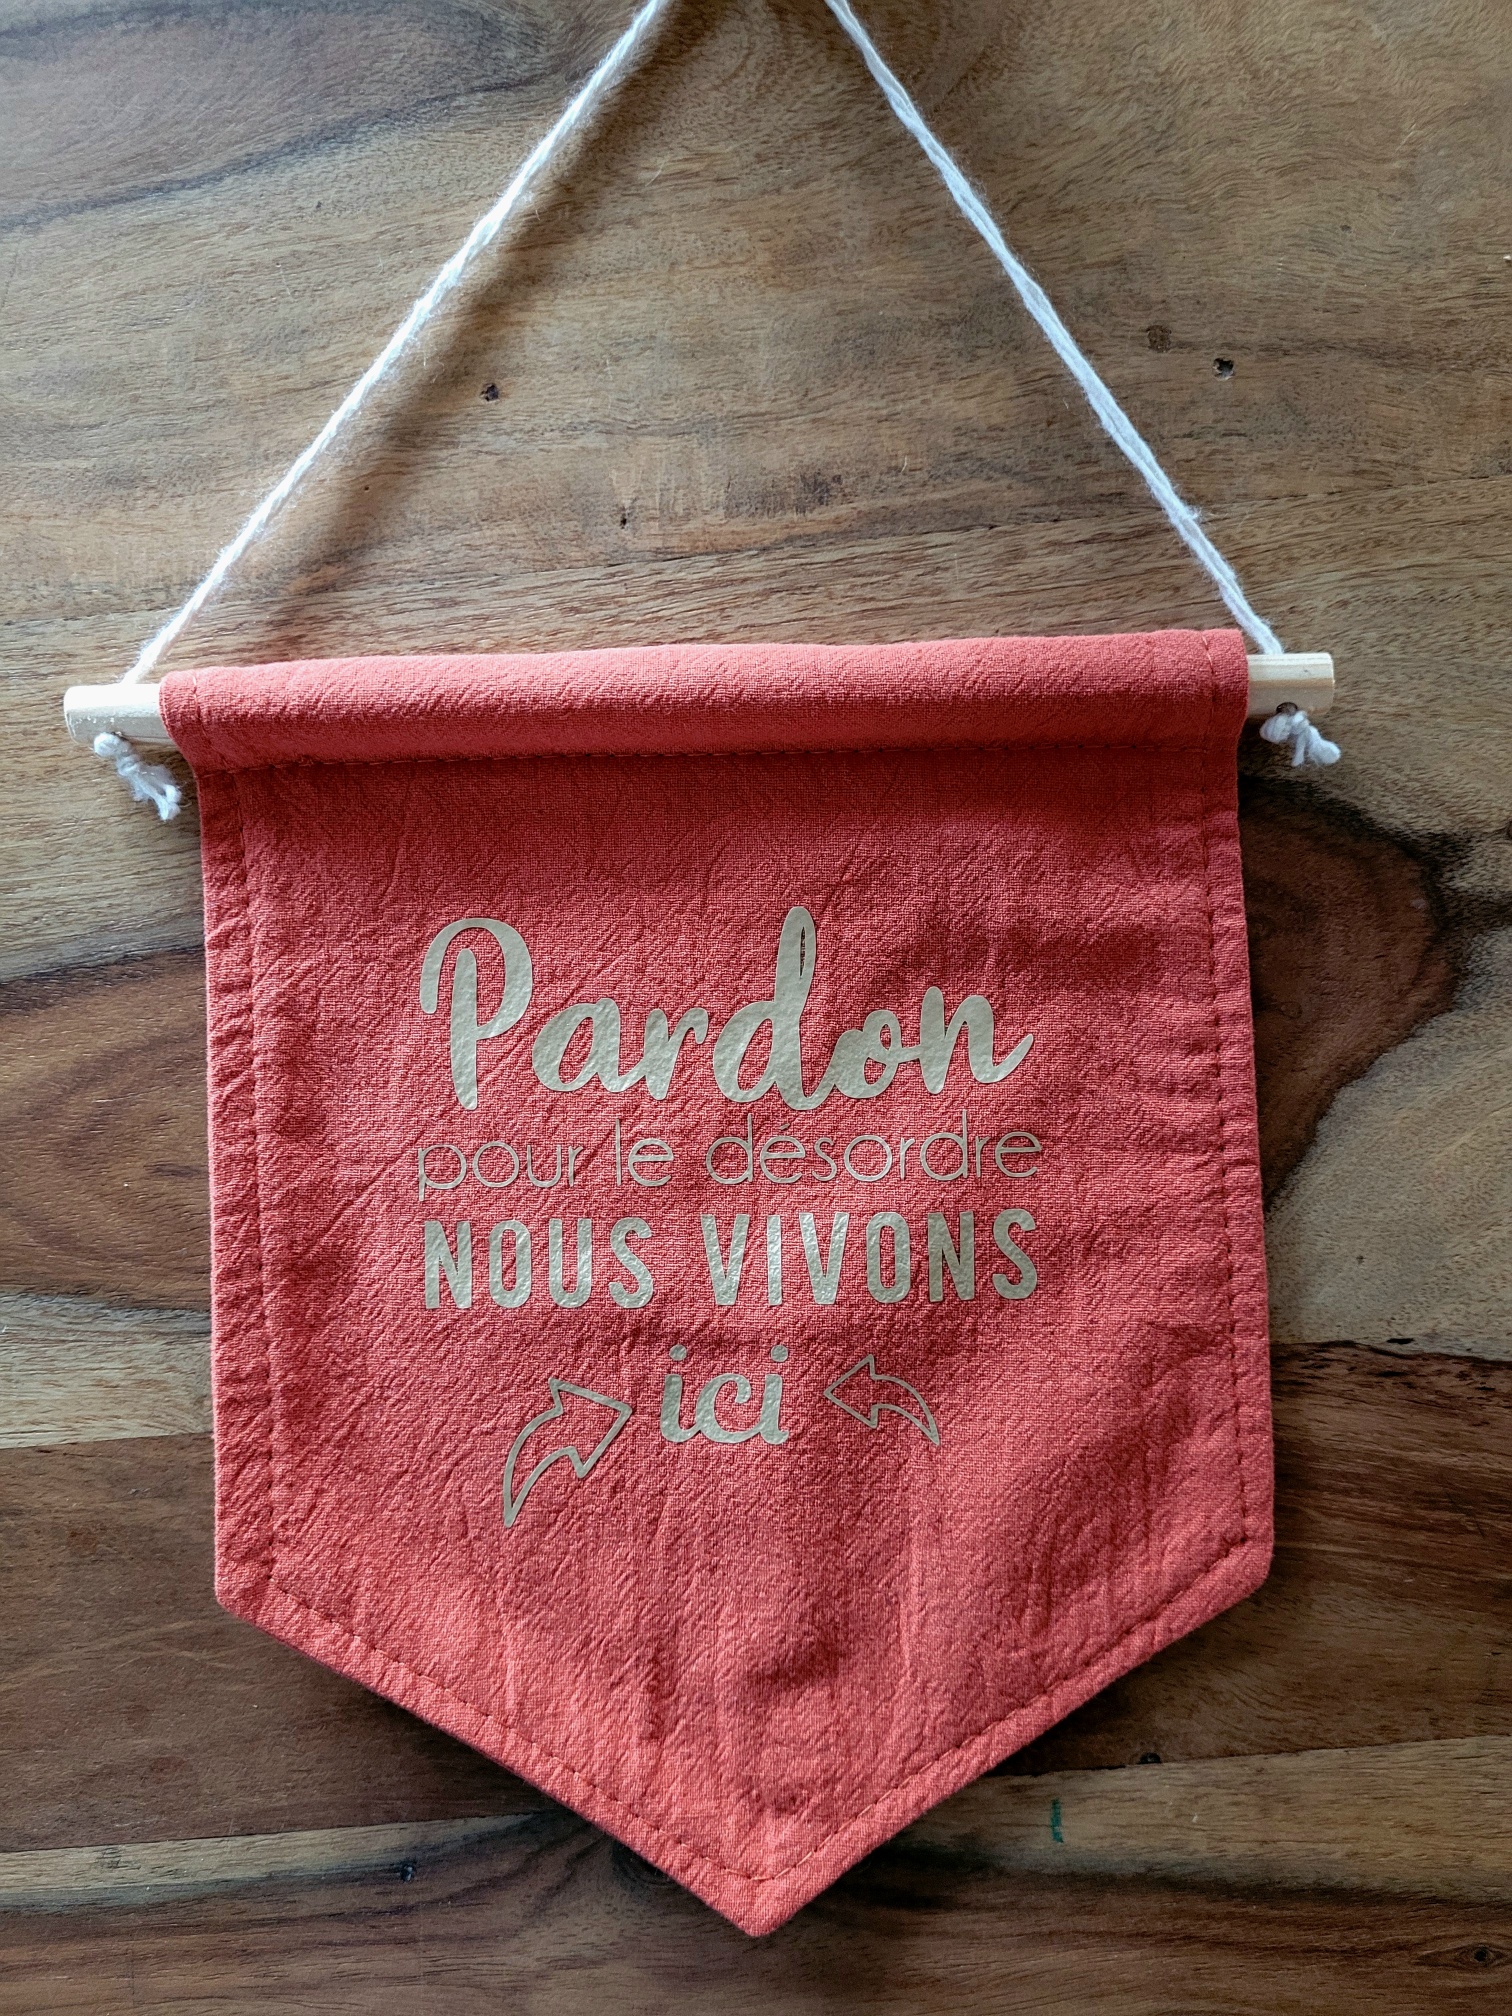 Pardon
pour le désordre
NOUS VIVONS
ici